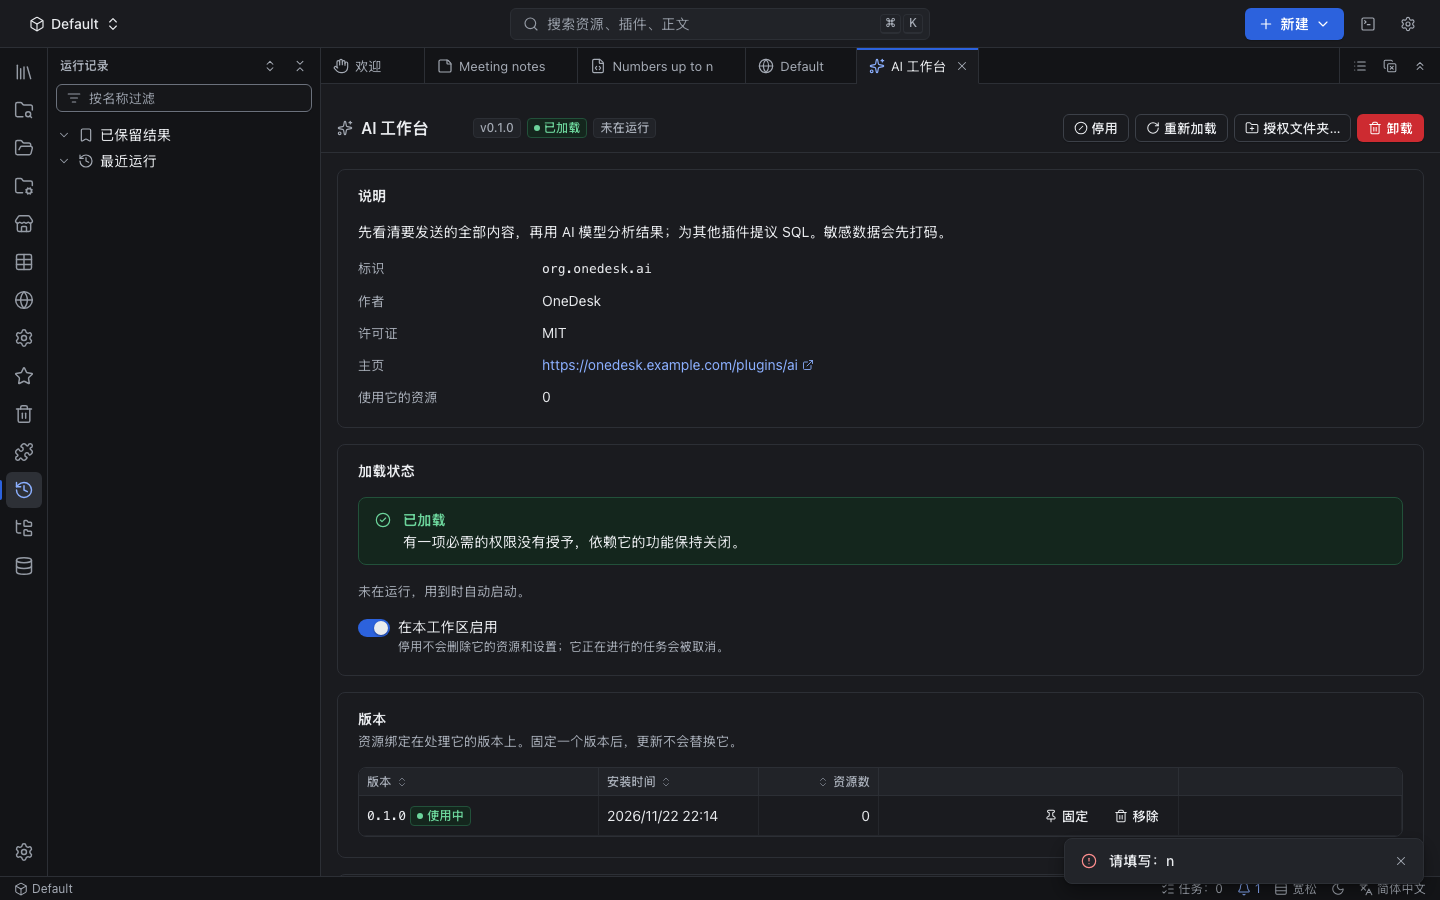 Default
搜索资源、插件、正文
⌘ K
新建
运行记录
按名称过滤
已保留结果
最近运行
欢迎
Meeting notes
Numbers up to n
Default
AI 工作台
AI 工作台
v0.1.0
已加载
未在运行
停用
重新加载
授权文件夹...
卸载
说明
先看清要发送的全部内容，再用 AI 模型分析结果；为其他插件提议 SQL。敏感数据会先打码。
标识 org.onedesk.ai
作者 OneDesk
许可证 MIT
主页 https://onedesk.example.com/plugins/ai
使用它的资源 0
加载状态
已加载
有一项必需的权限没有授予，依赖它的功能保持关闭。
未在运行，用到时自动启动。
在本工作区启用
停用不会删除它的资源和设置；它正在进行的任务会被取消。
版本
资源绑定在处理它的版本上。固定一个版本后，更新不会替换它。
版本 安装时间 资源数
0.1.0 使用中 2026/11/22 22:14 0 固定 移除
请填写：n
Default
任务：0
1
宽松
简体中文